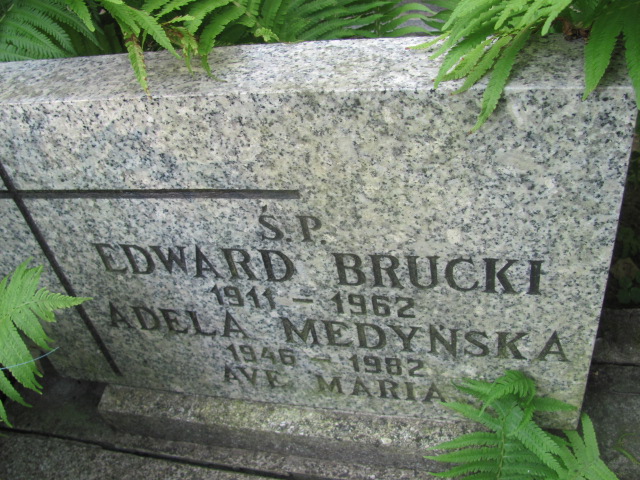 Ś.P.
EDWARD BRUCKI
1911 - 1962
ADELA MEDYŃSKA
1946 - 1982
AVE MARIA